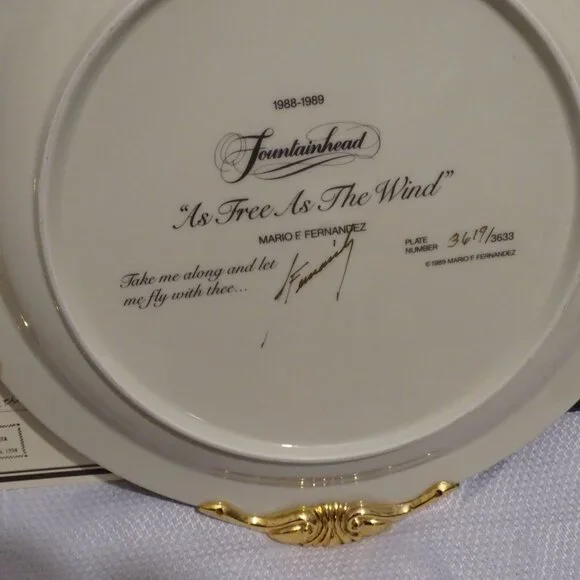 1988-1989
Fountainhead
"As Free As The Wind"
MARIO F. FERNANDEZ
PLATE NUMBER 3619/3633
© 1989 MARIO F. FERNANDEZ
Take me along and let
me fly with thee...